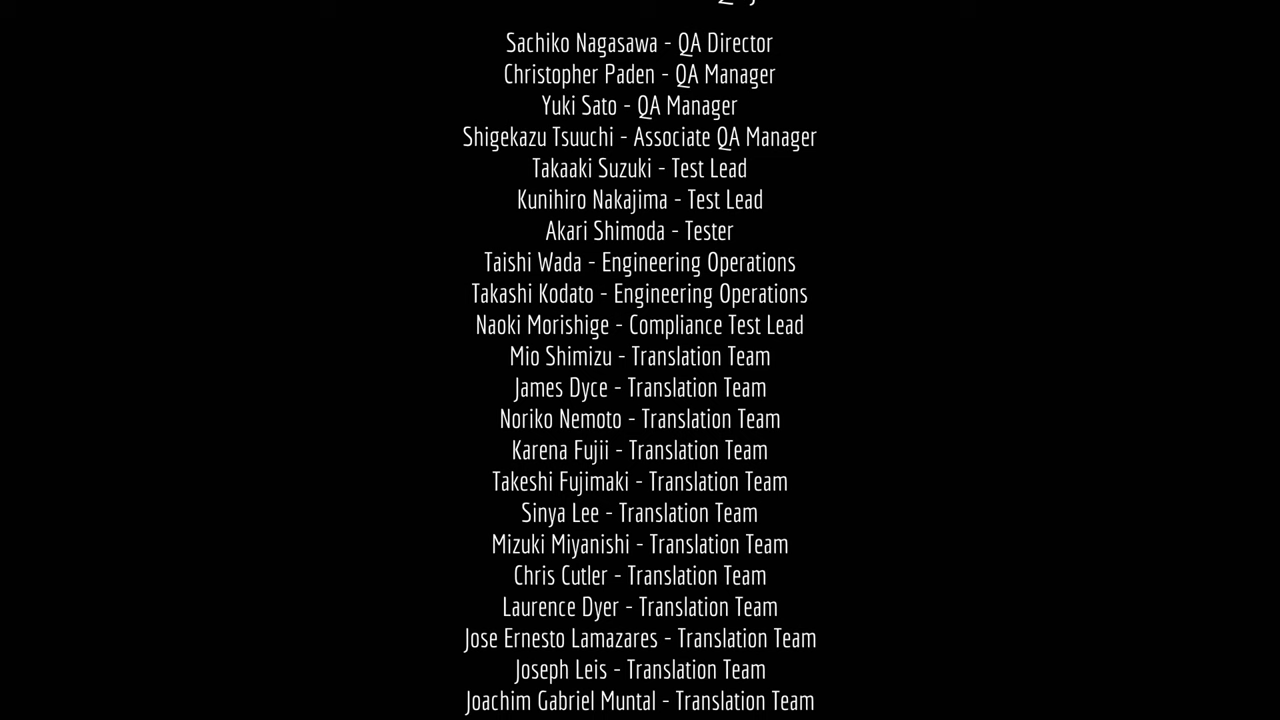 Sachiko Nagasawa - QA Director
Christopher Paden - QA Manager
Yuki Sato - QA Manager
Shigekazu Tsuuchi - Associate QA Manager
Takaaki Suzuki - Test Lead
Kunihiro Nakajima - Test Lead
Akari Shimoda - Tester
Taishi Wada - Engineering Operations
Takashi Kodato - Engineering Operations
Naoki Morishige - Compliance Test Lead
Mio Shimizu - Translation Team
James Dyce - Translation Team
Noriko Nemoto - Translation Team
Karena Fujii - Translation Team
Takeshi Fujimaki - Translation Team
Sinya Lee - Translation Team
Mizuki Miyanishi - Translation Team
Chris Cutler - Translation Team
Laurence Dyer - Translation Team
Jose Ernesto Lamazares - Translation Team
Joseph Leis - Translation Team
Joachim Gabriel Muntal - Translation Team